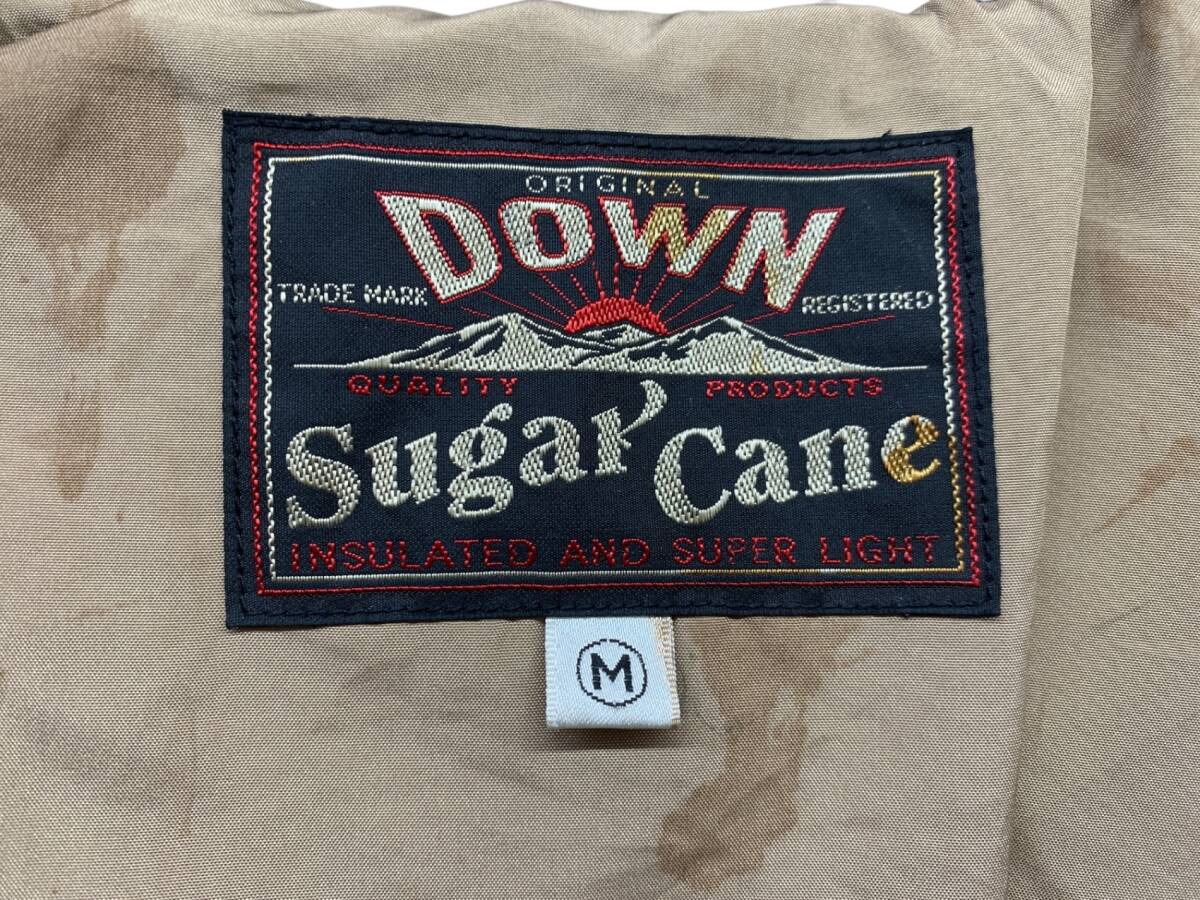 ORIGINAL
DOWN
TRADE MARK REGISTERED
QUALITY PRODUCTS
Sugar Cane
INSULATED AND SUPER LIGHT
M